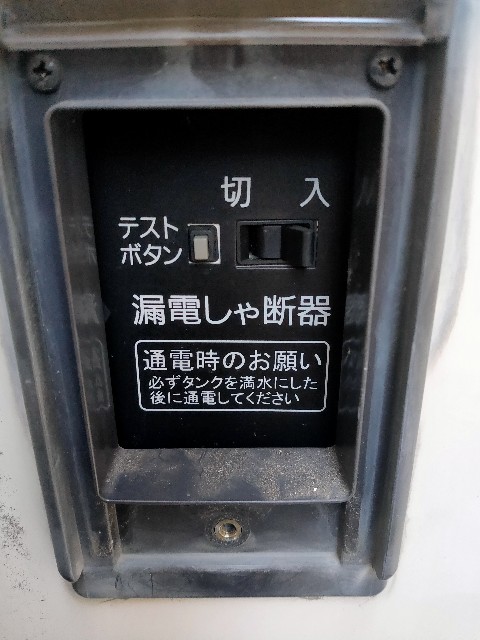 切 入
テスト
ボタン
漏電しゃ断器
通電時のお願い
必ずタンクを満水にした
後に通電してください